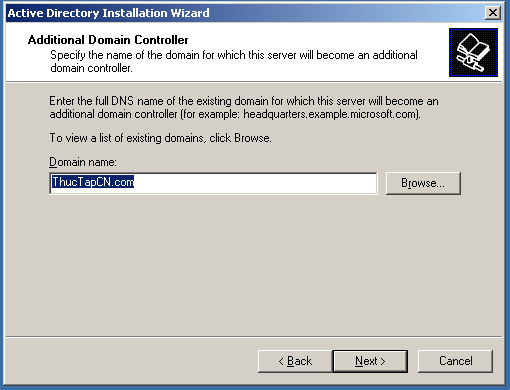 Active Directory Installation Wizard
Additional Domain Controller
Specify the name of the domain for which this server will become an additional
domain controller.
Enter the full DNS name of the existing domain for which this server will become an
additional domain controller (for example: headquarters.example.microsoft.com).
To view a list of existing domains, click Browse.
Domain name:
ThucTapCN.com
Browse...
< Back
Next >
Cancel